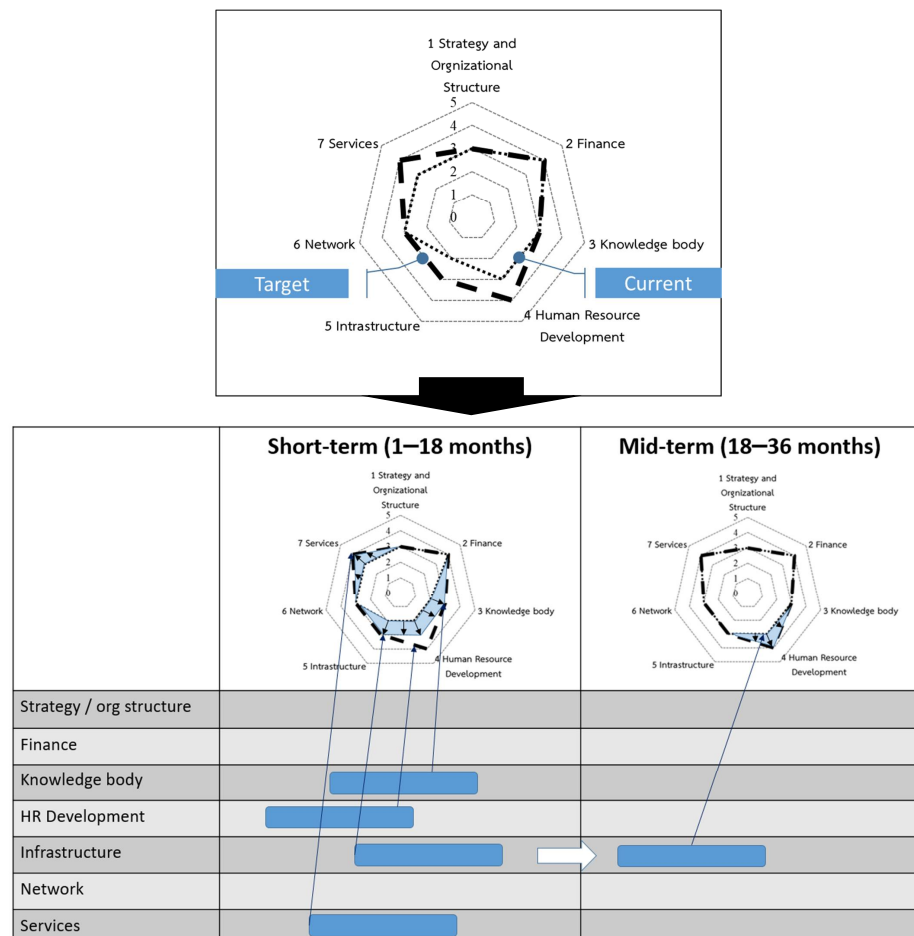 1 Strategy and
Orgnizational
Structure
5
4
3
2
1
0
7 Services
2 Finance
6 Network
3 Knowledge body
Target
Current
5 Intrastructure
4 Human Resource
Development
Short-term (1–18 months)
Mid-term (18–36 months)
1 Strategy and
Orgnizational
Structure
5
4
3
2
1
0
7 Services
2 Finance
6 Network
3 Knowledge body
5 Intrastructure
4 Human Resource
Development
1 Strategy and
Orgnizational
Structure
5
4
3
2
1
0
7 Services
2 Finance
6 Network
3 Knowledge body
5 Intrastructure
4 Human Resource
Development
Strategy / org structure
Finance
Knowledge body
HR Development
Infrastructure
Network
Services